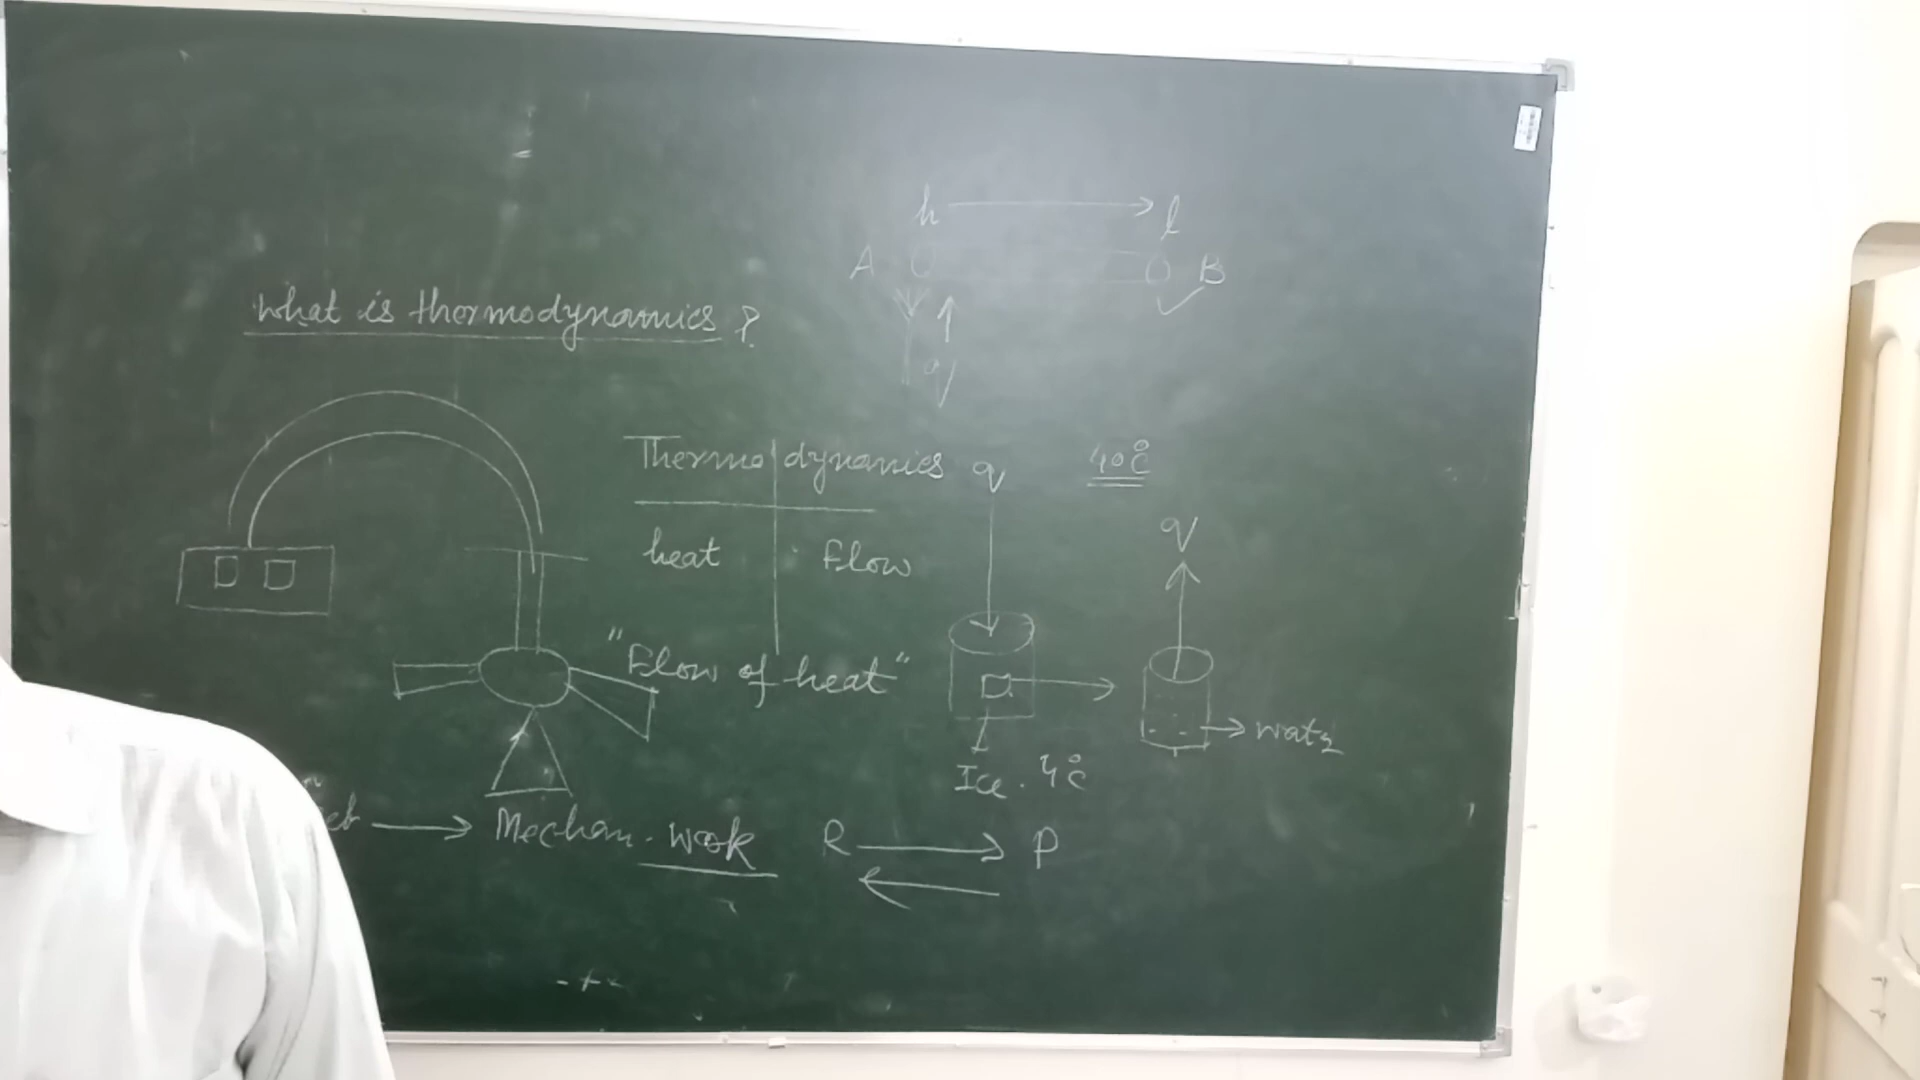 h → l
A B
What is thermodynamics ?
q
Thermo dynamics q 40°C
heat Flow
q
"Flow of heat"
→ water
Ice. 4°C
→ Mechan. Work R → P